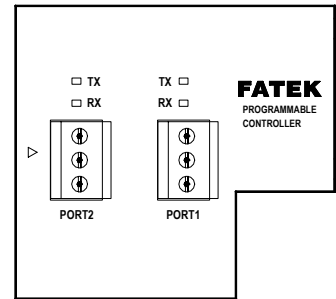 TX TX
RX RX
FATEK
PROGRAMMABLE
CONTROLLER
PORT2 PORT1